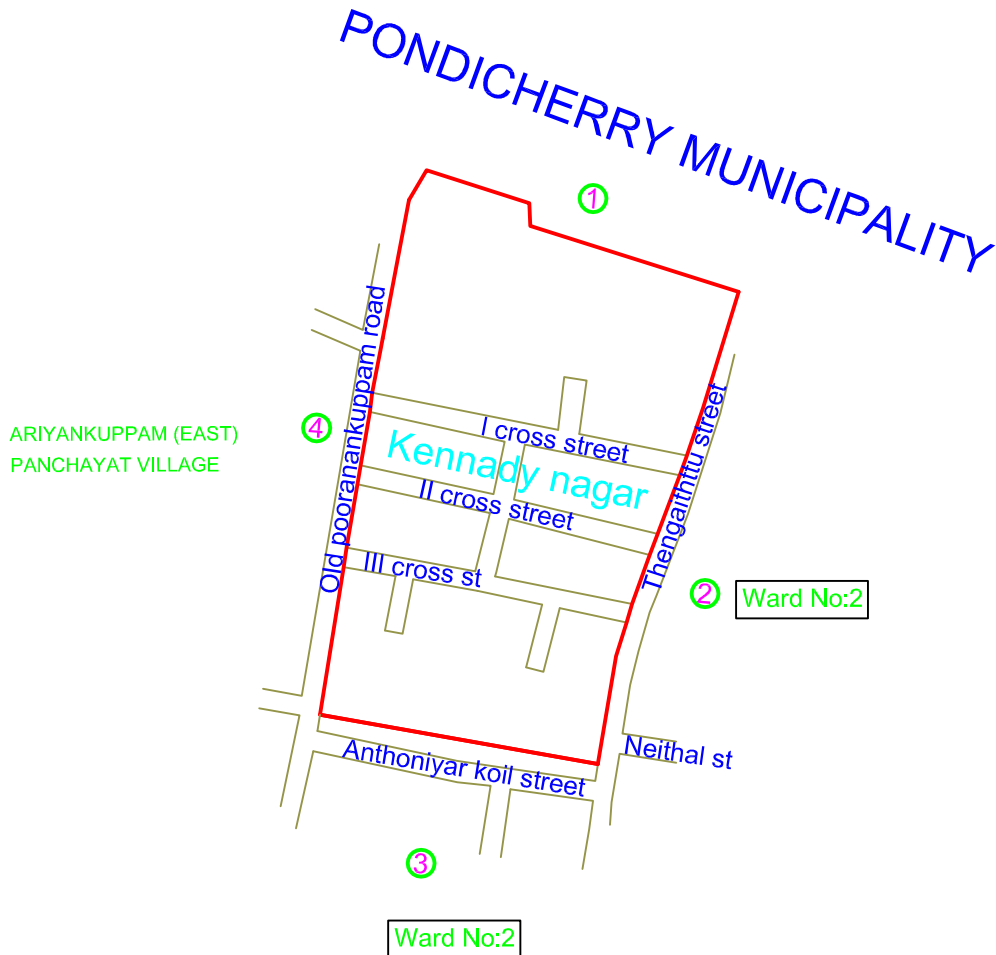 PONDICHERRY MUNICIPALITY
1
Old pooranankuppam road
4
ARIYANKUPPAM (EAST)
PANCHAYAT VILLAGE
I cross street
Kennady nagar
II cross street
Thengaithittu street
III cross st
2
Ward No:2
Neithal st
Anthoniyar koil street
3
Ward No:2